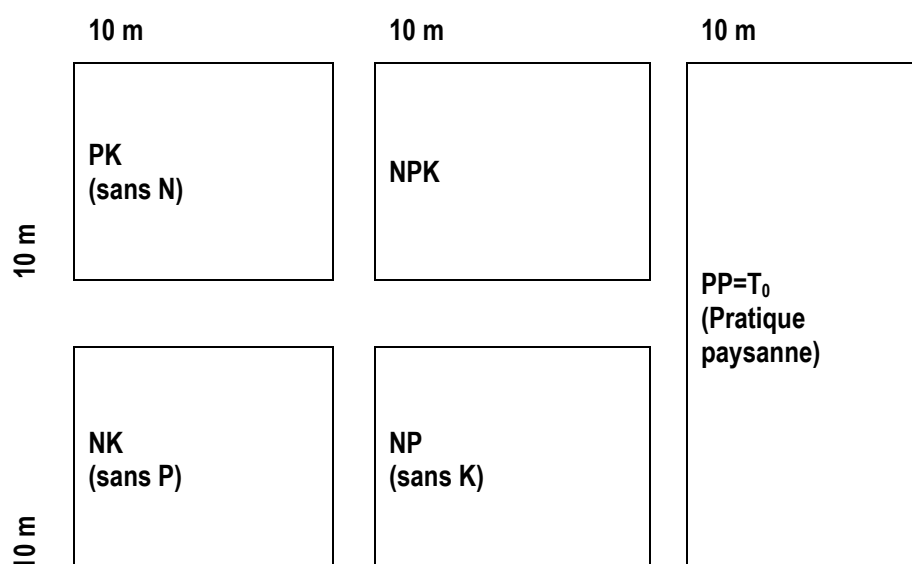 10 m
10 m
10 m
10 m
PK
(sans N)
NPK
PP=T₀
(Pratique
paysanne)
10 m
NK
(sans P)
NP
(sans K)